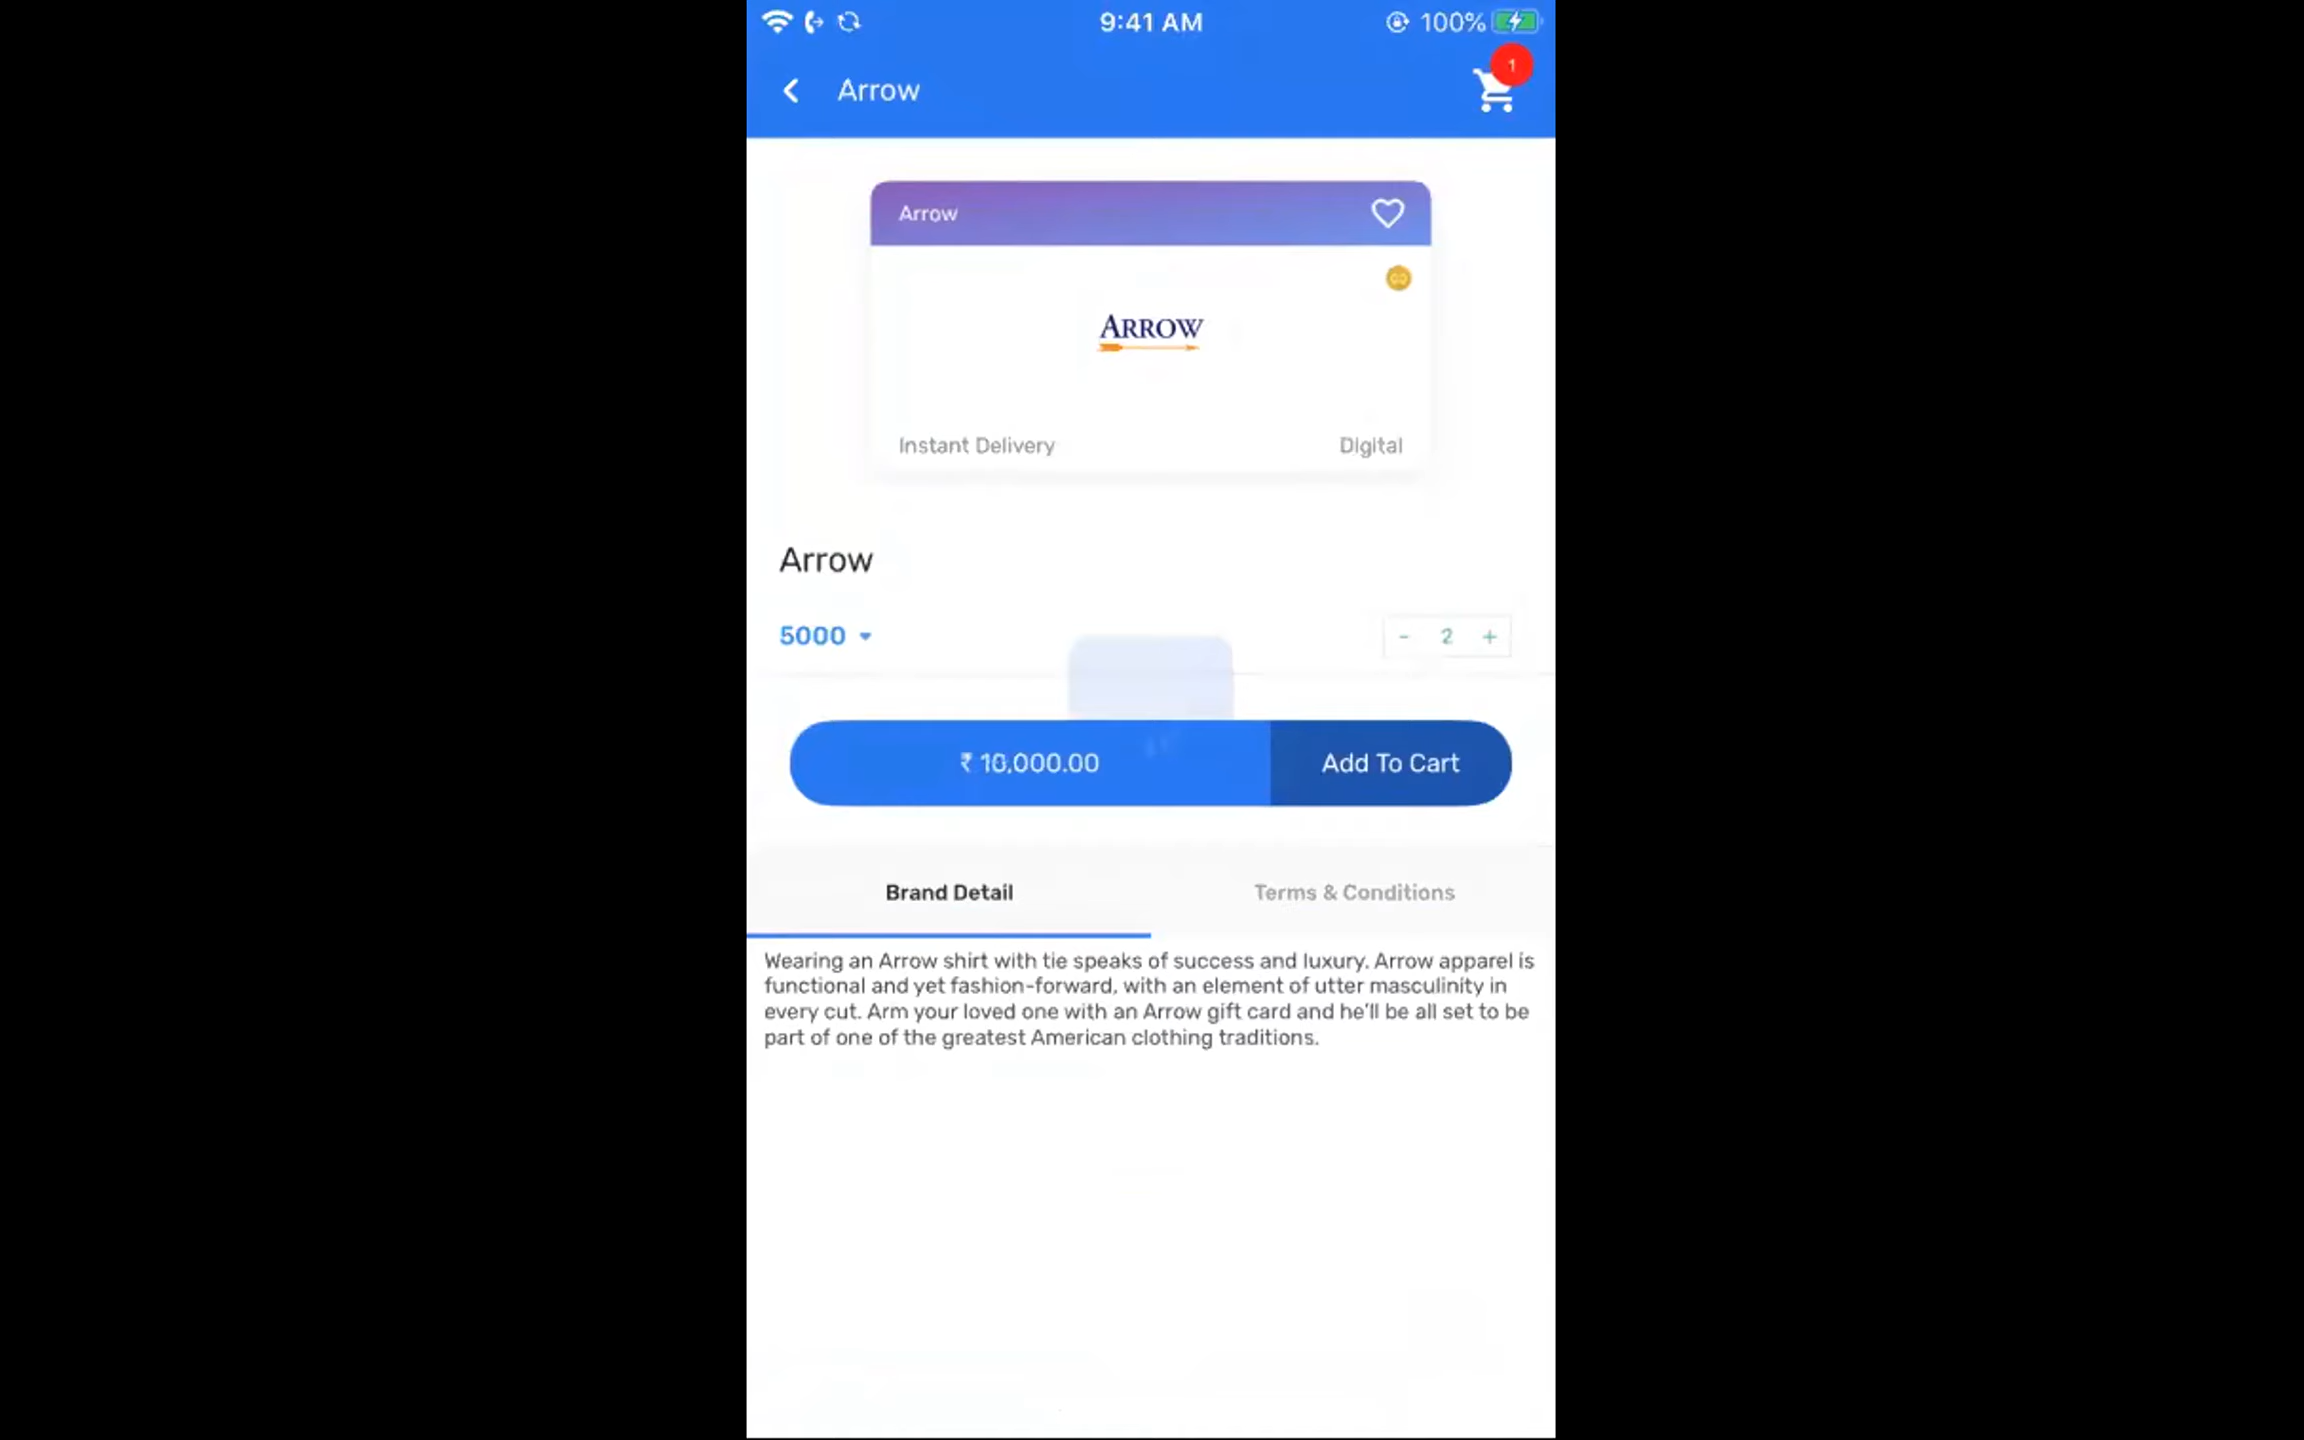 9:41 AM
100%
Arrow
1
Arrow
ARROW
Instant Delivery
Digital
Arrow
5000
- 2 +
₹ 10,000.00
Add To Cart
Brand Detail
Terms & Conditions
Wearing an Arrow shirt with tie speaks of success and luxury. Arrow apparel is
functional and yet fashion-forward, with an element of utter masculinity in
every cut. Arm your loved one with an Arrow gift card and he'll be all set to be
part of one of the greatest American clothing traditions.